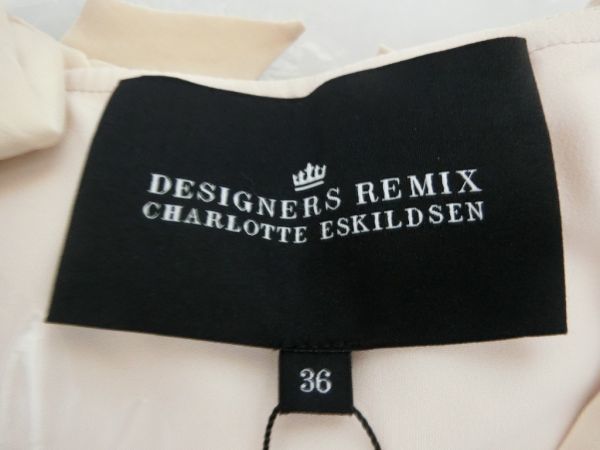 DESIGNERS REMIX
CHARLOTTE ESKILDSEN
36